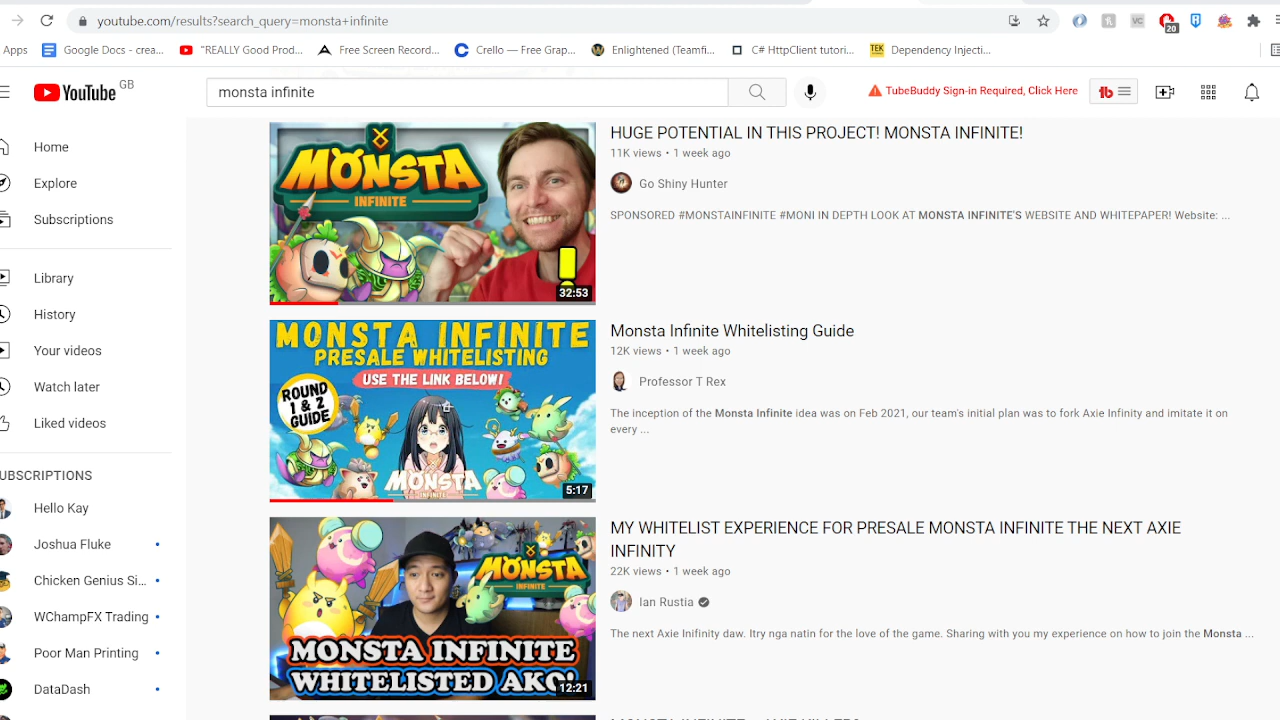 youtube.com/results?search_query=monsta+infinite
20
Apps
Google Docs - crea...
"REALLY Good Prod...
Free Screen Record...
Crello — Free Grap...
Enlightened (Teamfi...
C# HttpClient tutori...
Dependency Injecti...
YouTube GB
monsta infinite
TubeBuddy Sign-in Required, Click Here
Home
Explore
Subscriptions
Library
History
Your videos
Watch later
Liked videos
UBSCRIPTIONS
Hello Kay
Joshua Fluke
Chicken Genius Si...
WChampFX Trading
Poor Man Printing
DataDash
MONSTA
INFINITE
32:53
HUGE POTENTIAL IN THIS PROJECT! MONSTA INFINITE!
11K views • 1 week ago
Go Shiny Hunter
SPONSORED #MONSTAINFINITE #MONI IN DEPTH LOOK AT MONSTA INFINITE'S WEBSITE AND WHITEPAPER! Website: ...
MONSTA INFINITE
PRESALE WHITELISTING
USE THE LINK BELOW!
ROUND
1 & 2
GUIDE
MONSTA
INFINITE
5:17
Monsta Infinite Whitelisting Guide
12K views • 1 week ago
Professor T Rex
The inception of the Monsta Infinite idea was on Feb 2021, our team's initial plan was to fork Axie Infinity and imitate it on
every ...
MONSTA
INFINITE
MONSTA INFINITE
WHITELISTED AKO!
12:21
MY WHITELIST EXPERIENCE FOR PRESALE MONSTA INFINITE THE NEXT AXIE
INFINITY
22K views • 1 week ago
Ian Rustia
The next Axie Inifinity daw. Itry nga natin for the love of the game. Sharing with you my experience on how to join the Monsta ...